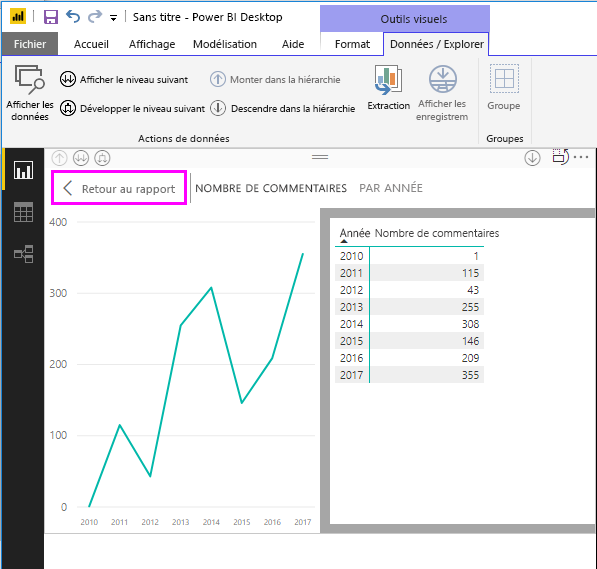 Sans titre - Power BI Desktop
Outils visuels
Fichier Accueil Affichage Modélisation Aide Format Données / Explorer
Afficher les données
Afficher le niveau suivant
Développer le niveau suivant
Monter dans la hiérarchie
Descendre dans la hiérarchie
Extraction
Afficher les enregistrem
Groupe
Actions de données
Groupes
Retour au rapport
NOMBRE DE COMMENTAIRES PAR ANNÉE
400
300
200
100
0
2010 2011 2012 2013 2014 2015 2016 2017
Année Nombre de commentaires
2010 1
2011 115
2012 43
2013 255
2014 308
2015 146
2016 209
2017 355